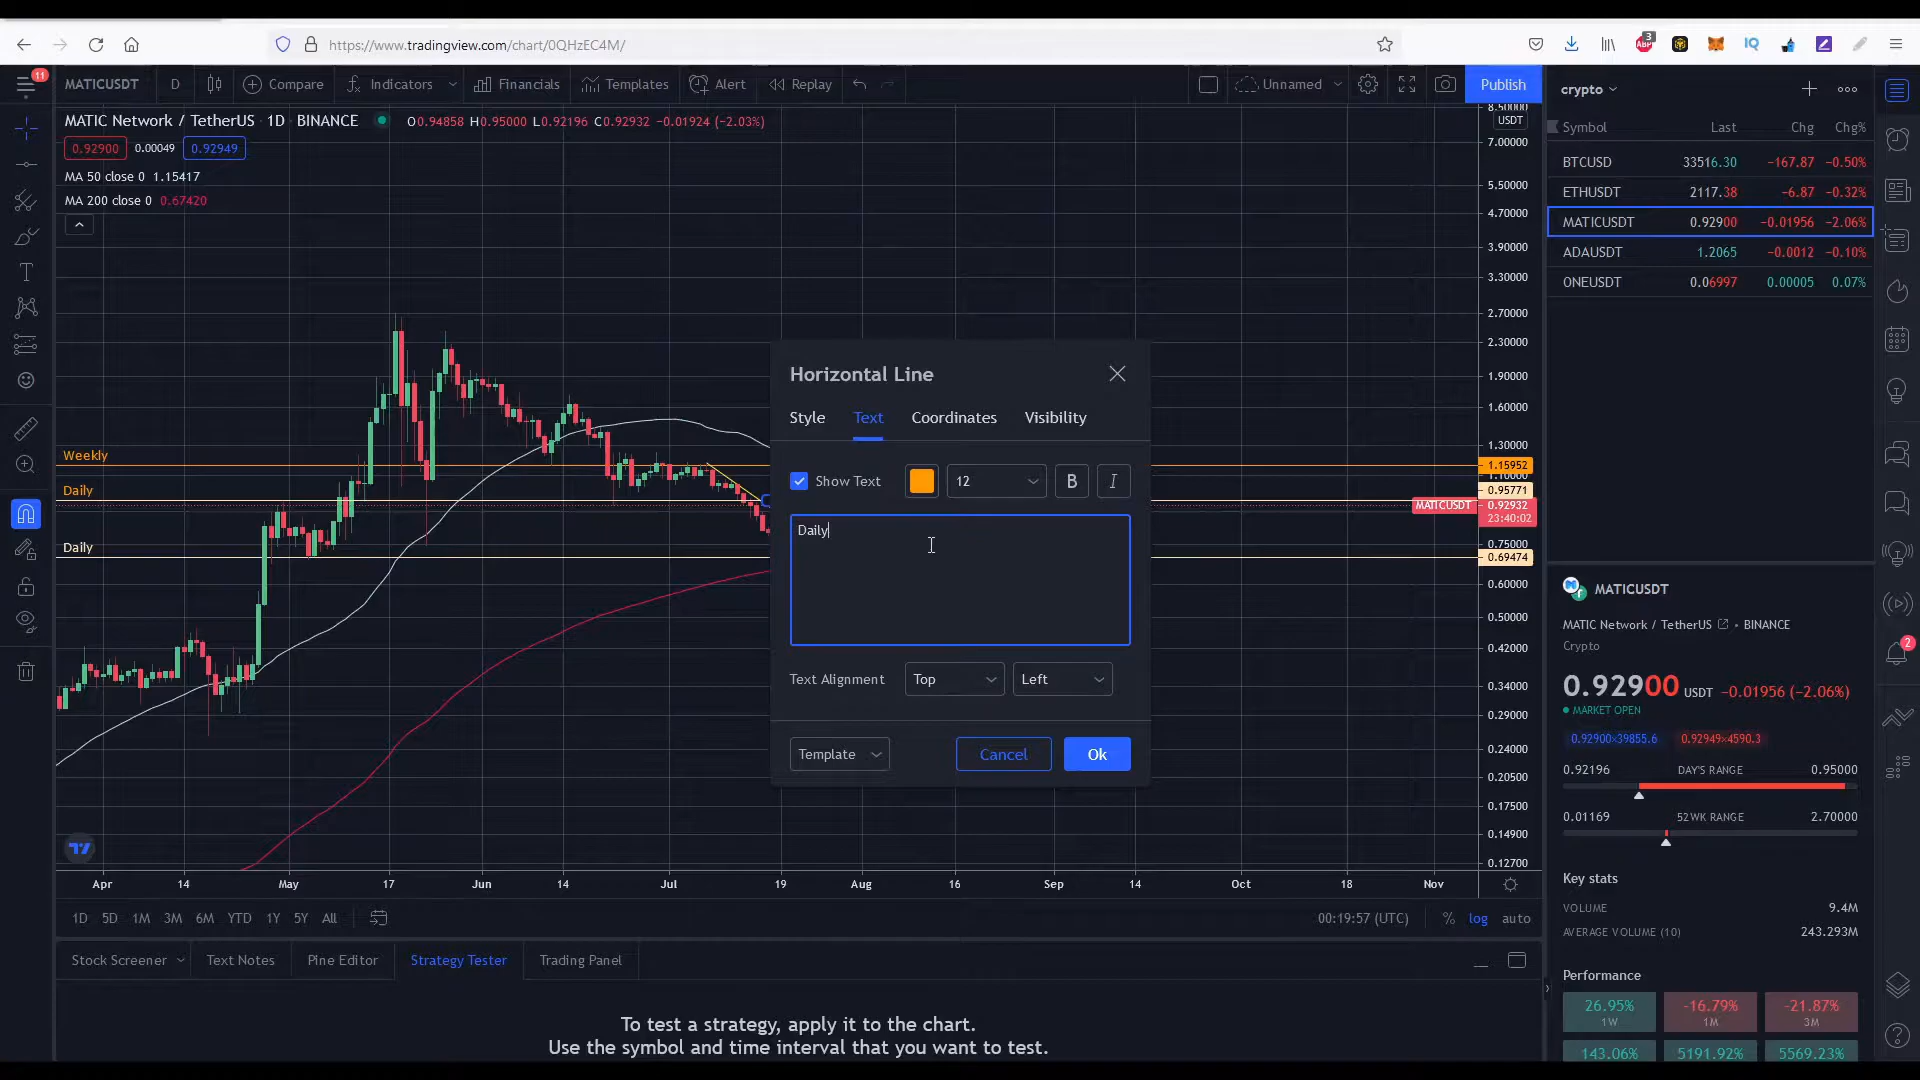 https://www.tradingview.com/chart/0QHzEC4M/
ABP 3
IQ
11
MATICUSDT D Compare Indicators Financials Templates Alert Replay Unnamed Publish
MATIC Network / TetherUS · 1D · BINANCE O0.94858 H0.95000 L0.92196 C0.92932 −0.01924 (−2.03%)
0.92900 0.00049 0.92949
MA 50 close 0 1.15417
MA 200 close 0 0.67420
Weekly
Daily
Daily
Horizontal Line
Style Text Coordinates Visibility
Show Text 12 B I
Daily
Text Alignment Top Left
Template Cancel Ok
8.50000
USDT
7.00000
5.50000
4.70000
3.90000
3.30000
2.70000
2.30000
1.90000
1.60000
1.30000
1.15952
1.10000
0.95771
MATICUSDT 0.92932
23:40:02
0.75000
0.69474
0.60000
0.50000
0.42000
0.34000
0.29000
0.24000
0.20500
0.17500
0.14900
0.12700
Apr 14 May 17 Jun 14 Jul 19 Aug 16 Sep 14 Oct 18 Nov
1D 5D 1M 3M 6M YTD 1Y 5Y All 00:19:57 (UTC) % log auto
Stock Screener Text Notes Pine Editor Strategy Tester Trading Panel
To test a strategy, apply it to the chart.
Use the symbol and time interval that you want to test.
crypto
Symbol Last Chg Chg%
BTCUSD 33516.30 −167.87 −0.50%
ETHUSDT 2117.38 −6.87 −0.32%
MATICUSDT 0.92900 −0.01956 −2.06%
ADAUSDT 1.2065 −0.0012 −0.10%
ONEUSDT 0.06997 0.00005 0.07%
MATICUSDT
MATIC Network / TetherUS • BINANCE
Crypto
0.92900 USDT −0.01956 (−2.06%)
MARKET OPEN
0.92900×39855.6 0.92949×4590.3
0.92196 DAY'S RANGE 0.95000
0.01169 52WK RANGE 2.70000
Key stats
VOLUME 9.4M
AVERAGE VOLUME (10) 243.293M
Performance
26.95% −16.79% −21.87%
1W 1M 3M
143.06% 5191.92% 5569.23%
2